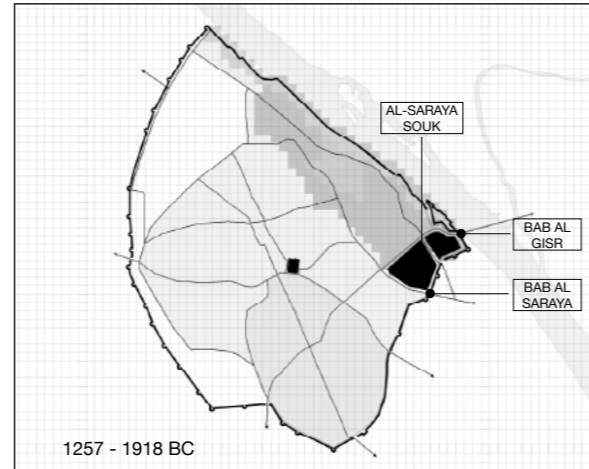 AL-SARAYA
SOUK
BAB AL
GISR
BAB AL
SARAYA
1257 - 1918 BC